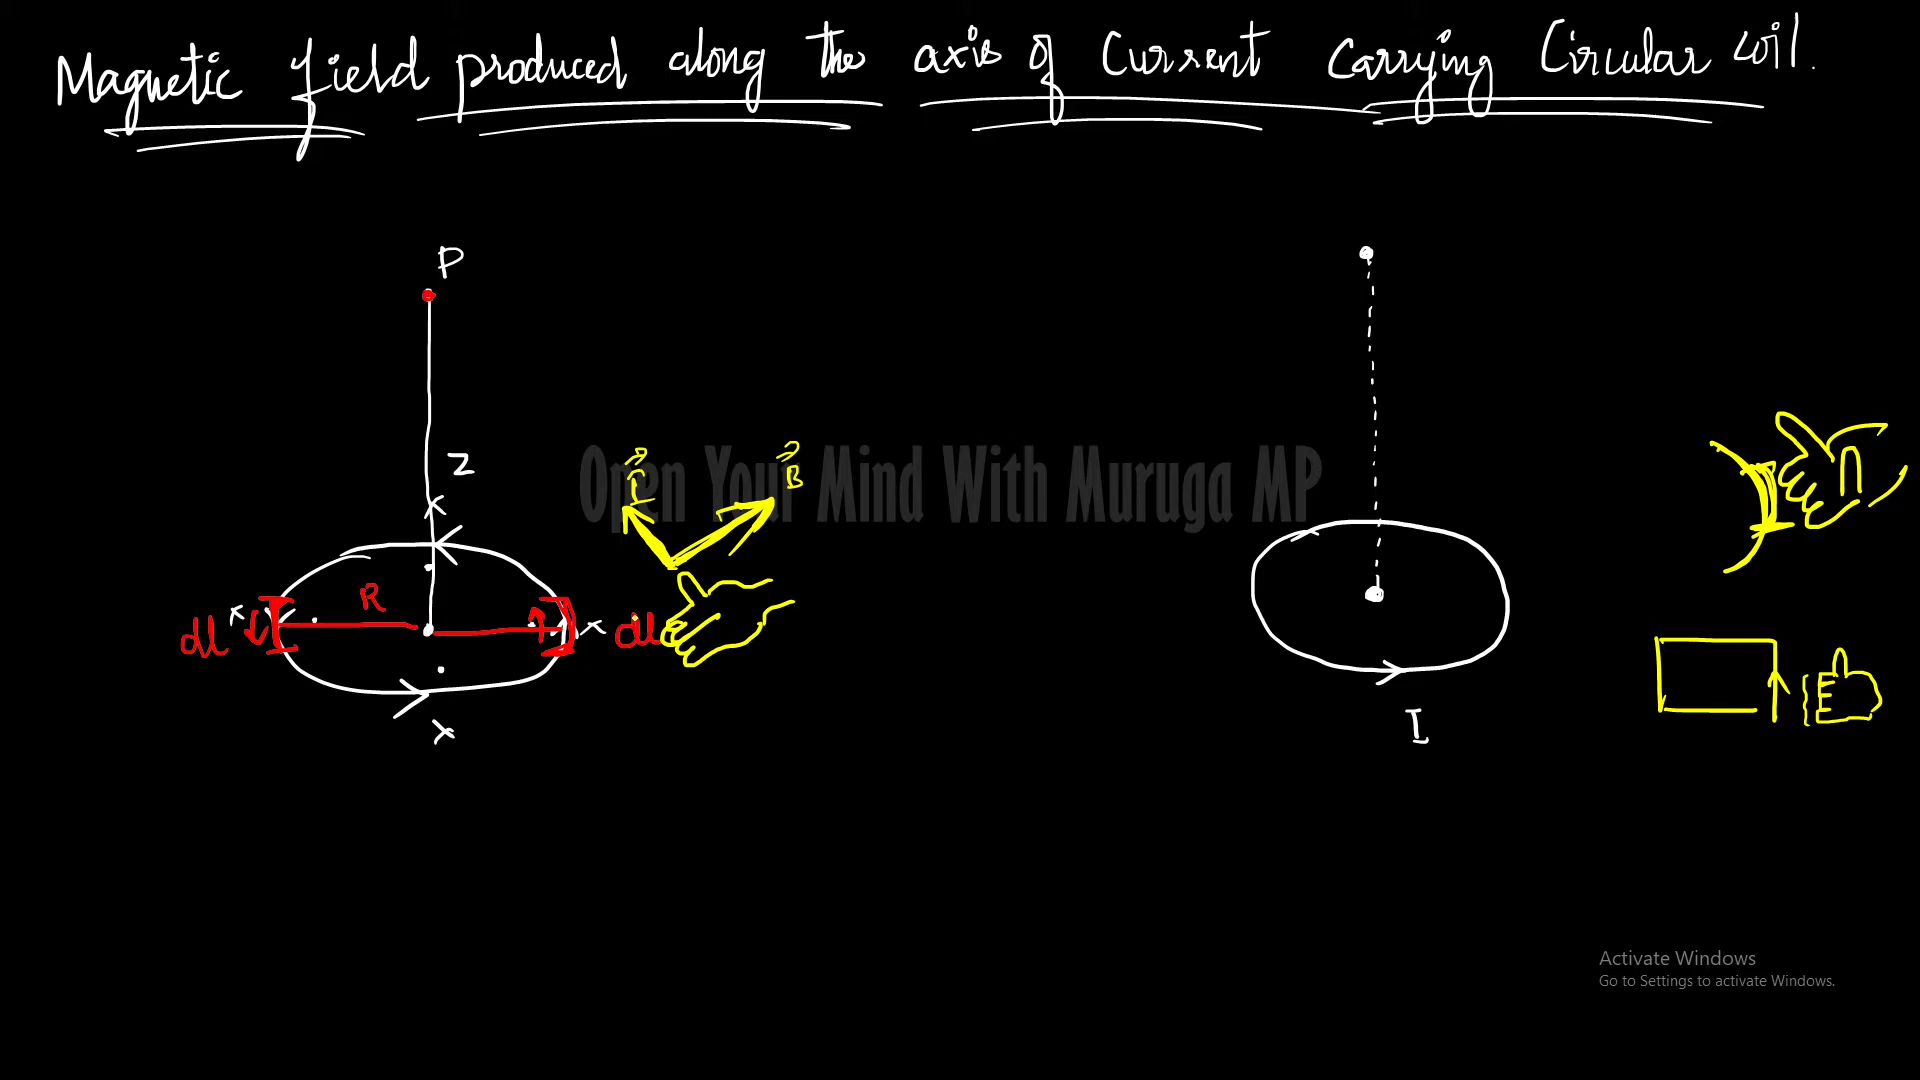 Magnetic field produced along the axis of Current Carrying Circular coil.
P
Z
B
Open Your Mind With Muruga MP
R
dl
dl
x
x
x
I
Activate Windows
Go to Settings to activate Windows.